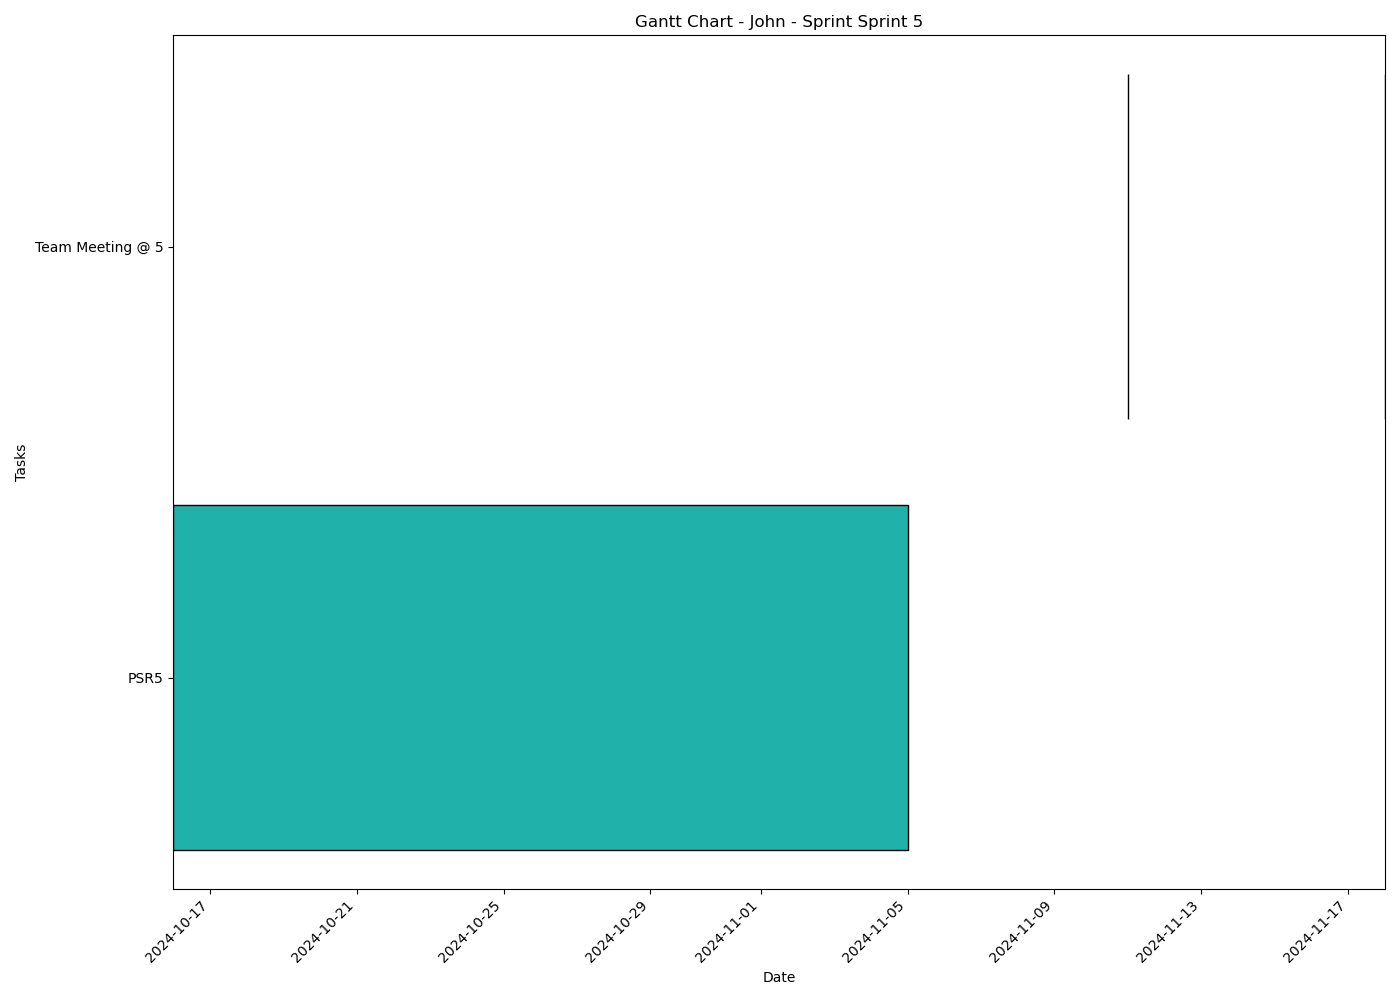 Gantt Chart - John - Sprint Sprint 5
Team Meeting @ 5
Tasks
PSR5
2024-10-17
2024-10-21
2024-10-25
2024-10-29
2024-11-01
2024-11-05
2024-11-09
2024-11-13
2024-11-17
Date